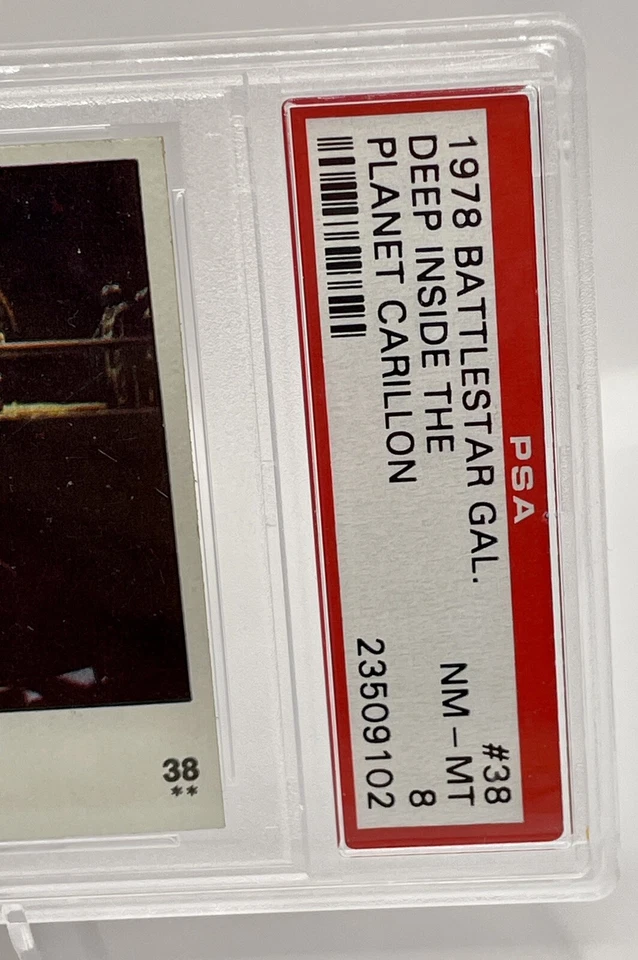 PSA
1978 BATTLESTAR GAL. #38
DEEP INSIDE THE NM-MT
PLANET CARILLON 8
23509102
38
**